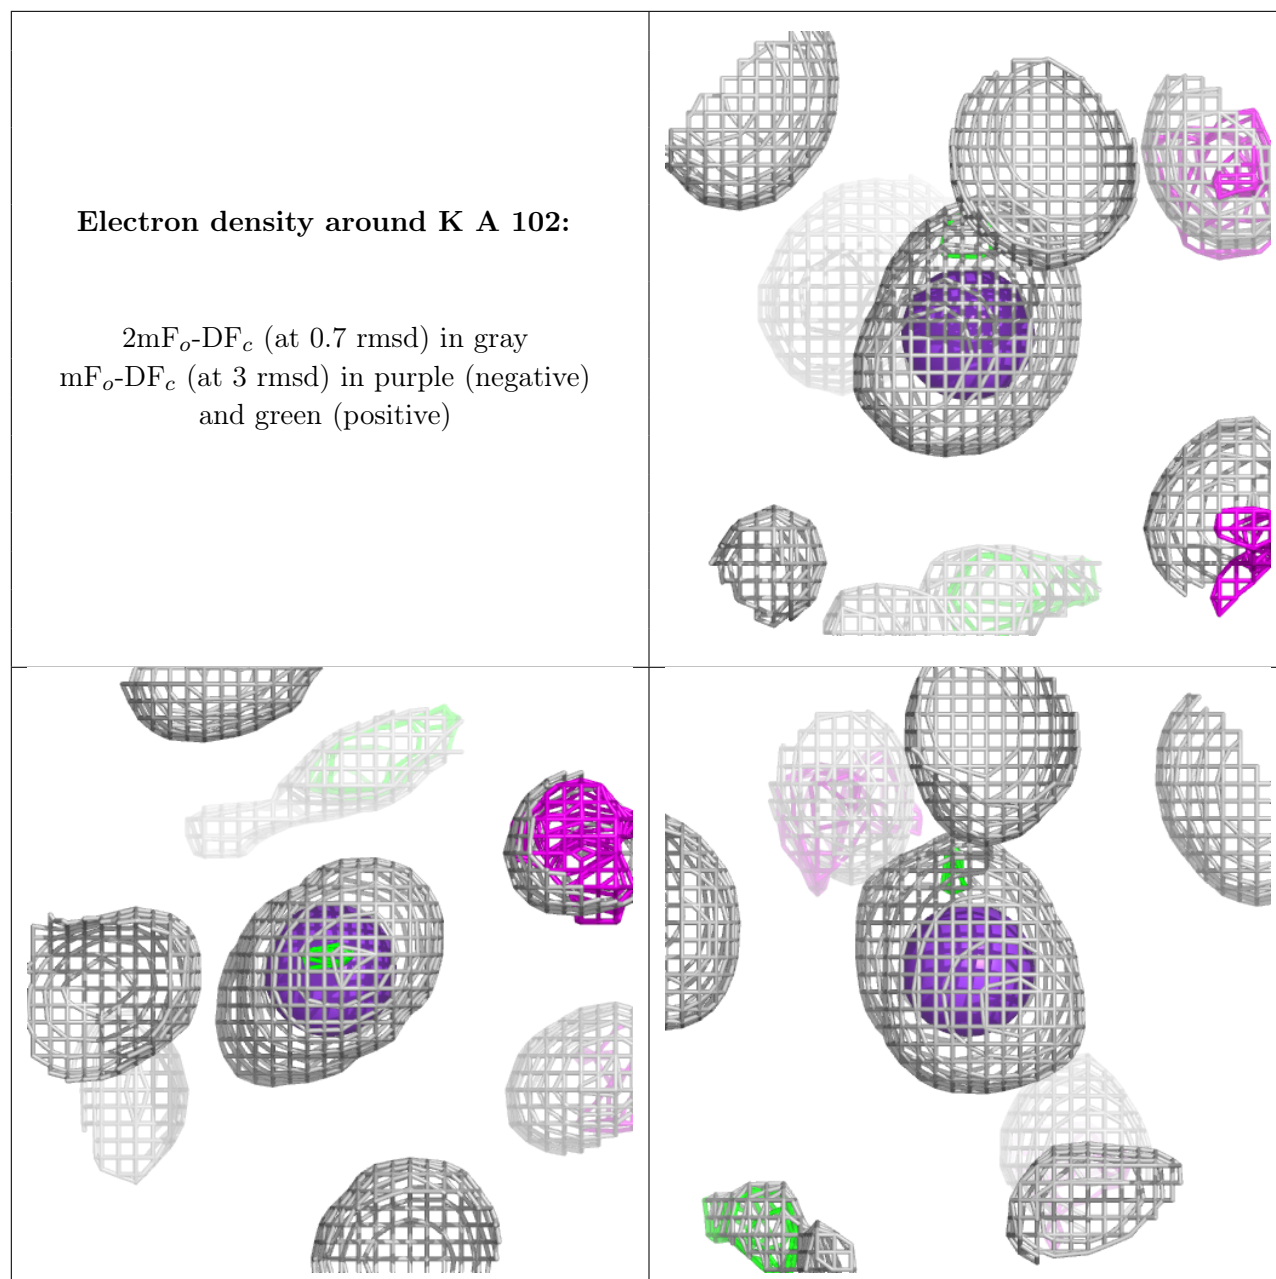 Electron density around K A 102:
2mFo-DFc (at 0.7 rmsd) in gray
mFo-DFc (at 3 rmsd) in purple (negative)
and green (positive)